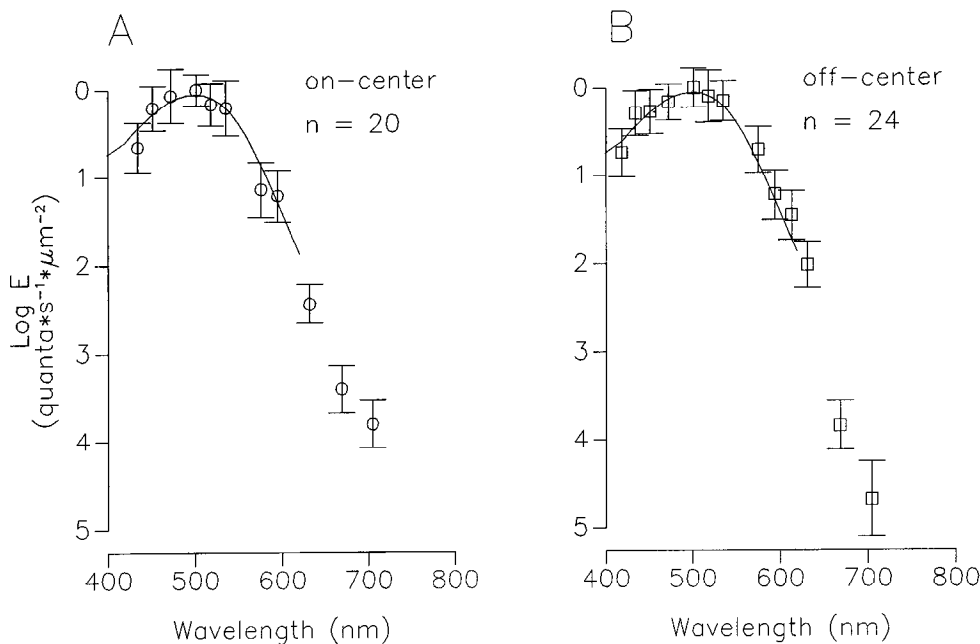 A
on-center
n = 20
0
1
2
3
4
5
Log E
(quanta*s⁻¹*μm⁻²)
400 500 600 700 800
Wavelength (nm)
B
off-center
n = 24
0
1
2
3
4
5
400 500 600 700 800
Wavelength (nm)